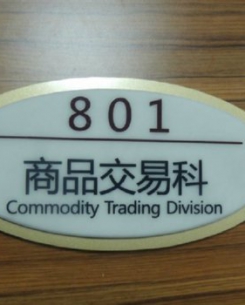 801
商品交易科
Commodity Trading Division